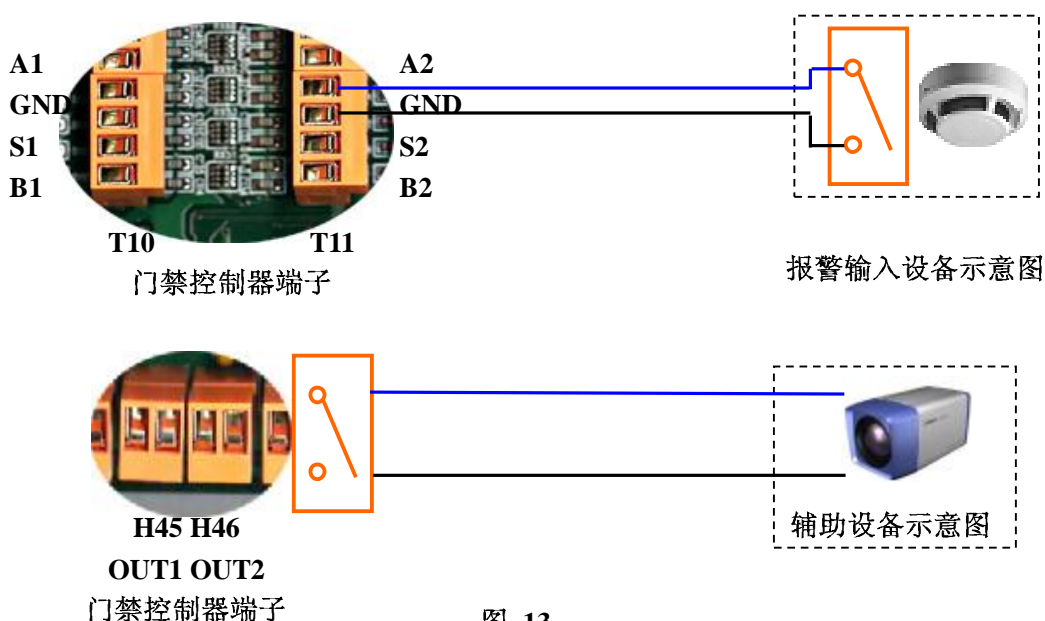 A1 A2
GND GND
S1 S2
B1 B2
T10 T11
门禁控制器端子
报警输入设备示意图
H45 H46
OUT1 OUT2
门禁控制器端子
辅助设备示意图
图 13